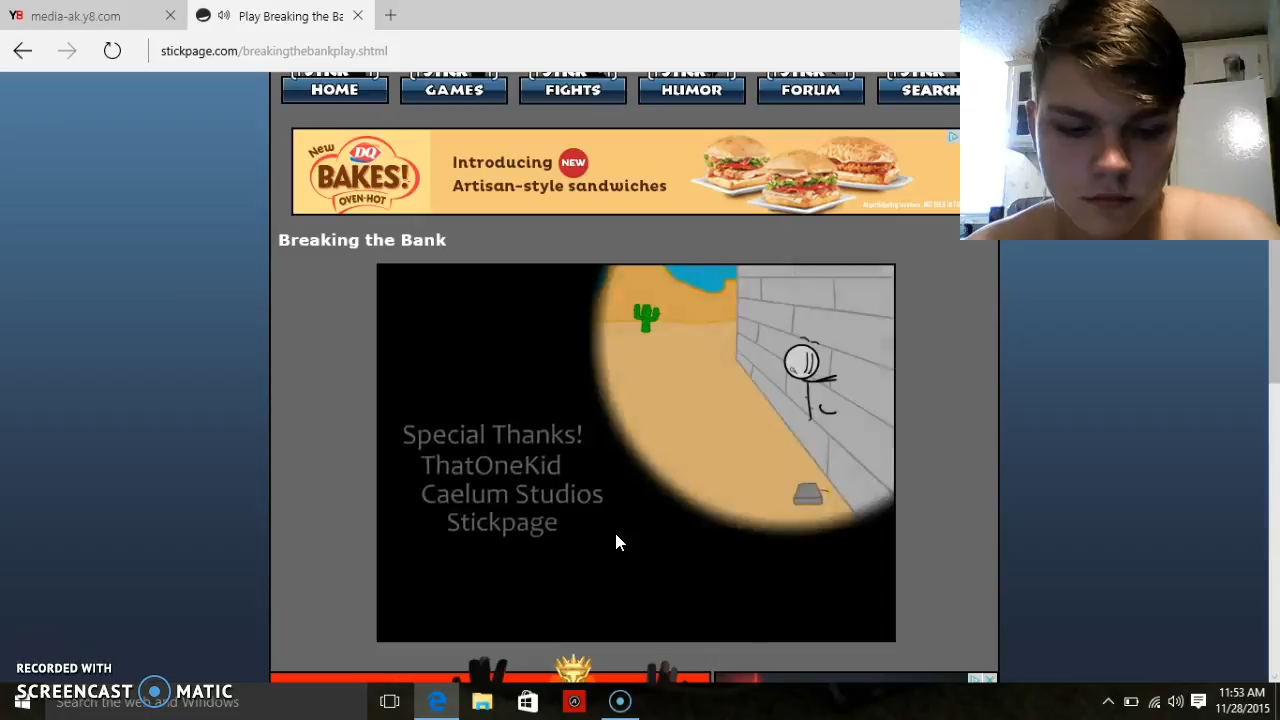 media-ak.y8.com
Play Breaking the Ba
stickpage.com/breakingthebankplay.shtml
HOME
GAMES
FIGHTS
HUMOR
FORUM
SEARCH
New
DQ
BAKES!
OVEN-HOT
Introducing NEW
Artisan-style sandwiches
Breaking the Bank
Special Thanks!
ThatOneKid
Caelum Studios
Stickpage
RECORDED WITH
SCREENCAST MATIC
Search the web and Windows
11:53 AM
11/28/2015